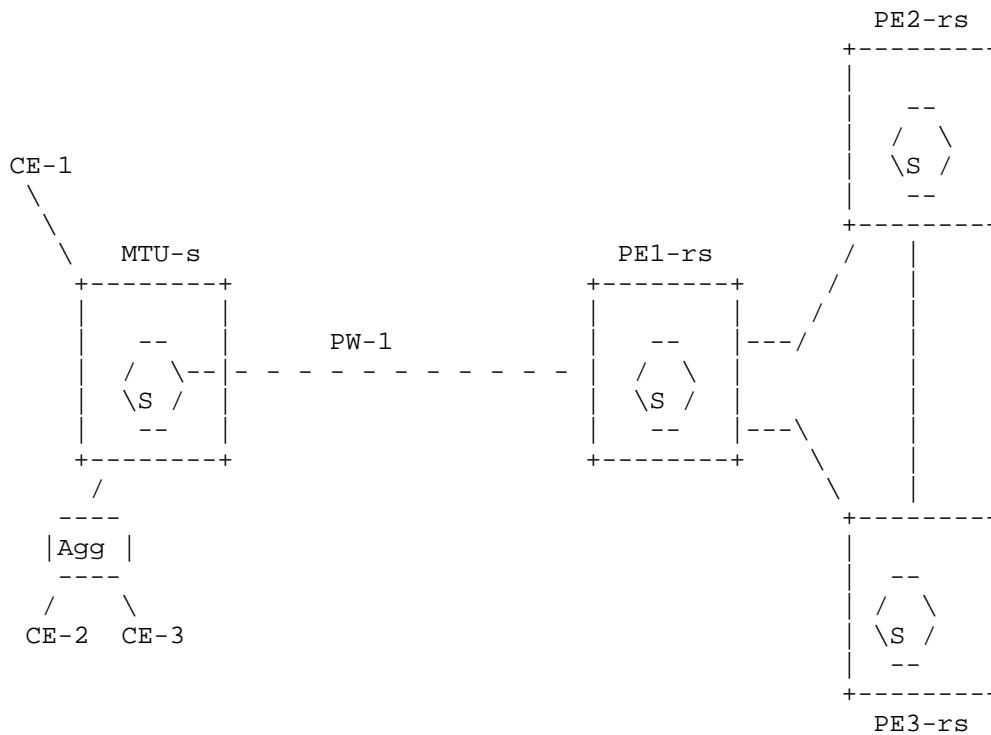 PE2-rs
S
CE-1
MTU-s
PE1-rs
PW-1
S
S
Agg
CE-2 CE-3
S
PE3-rs